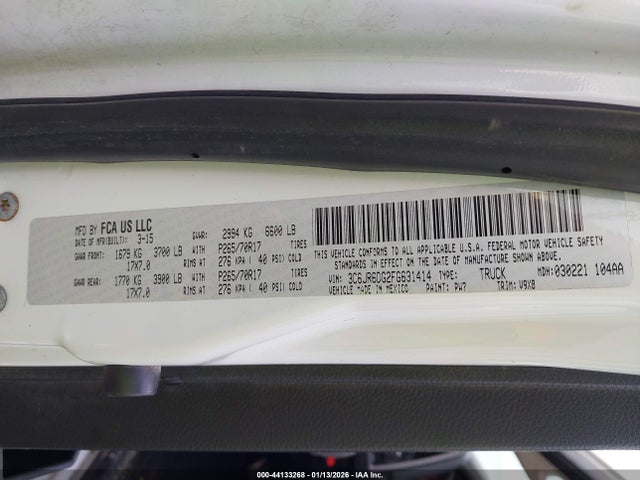 MFD BY FCA US LLC
DATE OF MFR(BUILT): 3-15
GVWR: 2994 KG 6600 LB
GAWR FRONT: 1679 KG 3700 LB WITH P265/70R17 TIRES
17X7.0 RIMS AT 276 KPA ( 40 PSI) COLD
GAWR REAR: 1770 KG 3900 LB WITH P265/70R17 TIRES
17X7.0 RIMS AT 276 KPA ( 40 PSI) COLD
THIS VEHICLE CONFORMS TO ALL APPLICABLE U.S.A. FEDERAL MOTOR VEHICLE SAFETY
STANDARDS IN EFFECT ON THE DATE OF MANUFACTURE SHOWN ABOVE.
VIN: 3C6JR6DG2FG631414 TYPE: TRUCK MDH: 030221 104AA
VEHICLE MADE IN MEXICO PAINT: PW7 TRIM: V9X8
000-44133268 - 01/13/2026 - IAAI